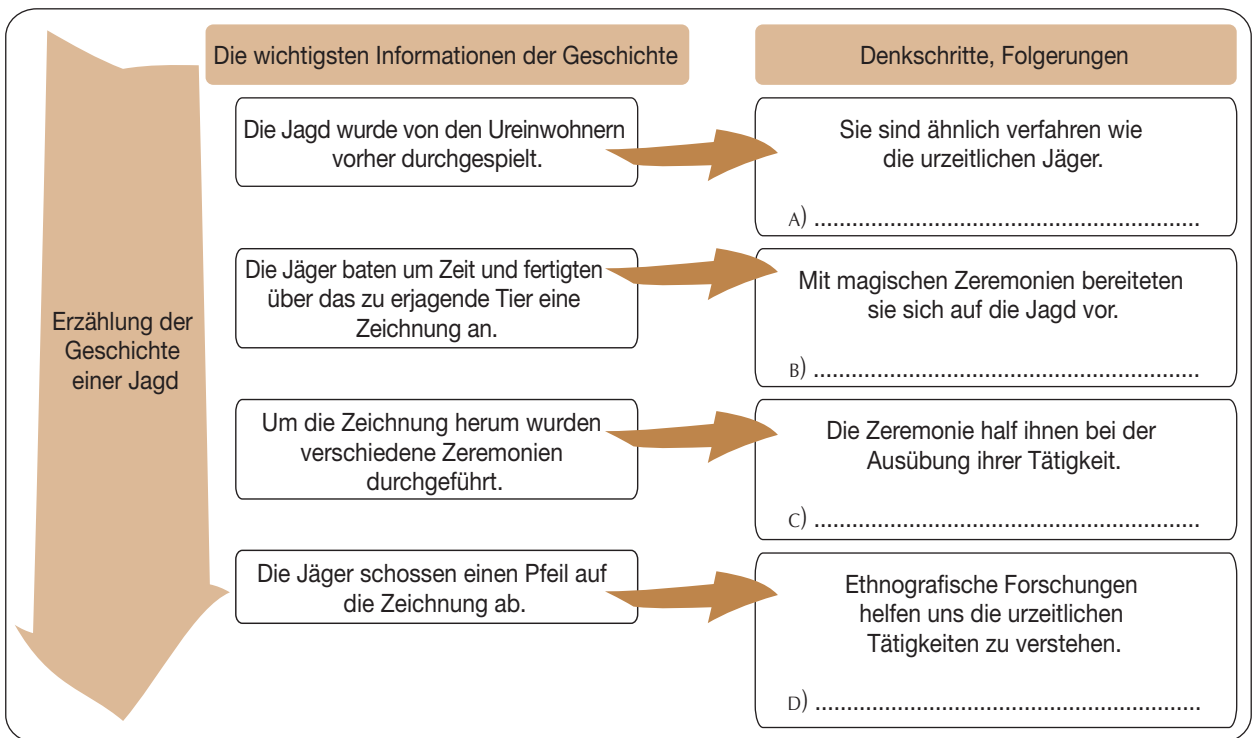 Die wichtigsten Informationen der Geschichte
Denkschritte, Folgerungen
Erzählung der
Geschichte
einer Jagd
Die Jagd wurde von den Ureinwohnern
vorher durchgespielt.
Sie sind ähnlich verfahren wie
die urzeitlichen Jäger.
A) .............................................................
Die Jäger baten um Zeit und fertigten
über das zu erjagende Tier eine
Zeichnung an.
Mit magischen Zeremonien bereiteten
sie sich auf die Jagd vor.
B) .............................................................
Um die Zeichnung herum wurden
verschiedene Zeremonien
durchgeführt.
Die Zeremonie half ihnen bei der
Ausübung ihrer Tätigkeit.
C) .............................................................
Die Jäger schossen einen Pfeil auf
die Zeichnung ab.
Ethnografische Forschungen
helfen uns die urzeitlichen
Tätigkeiten zu verstehen.
D) .............................................................